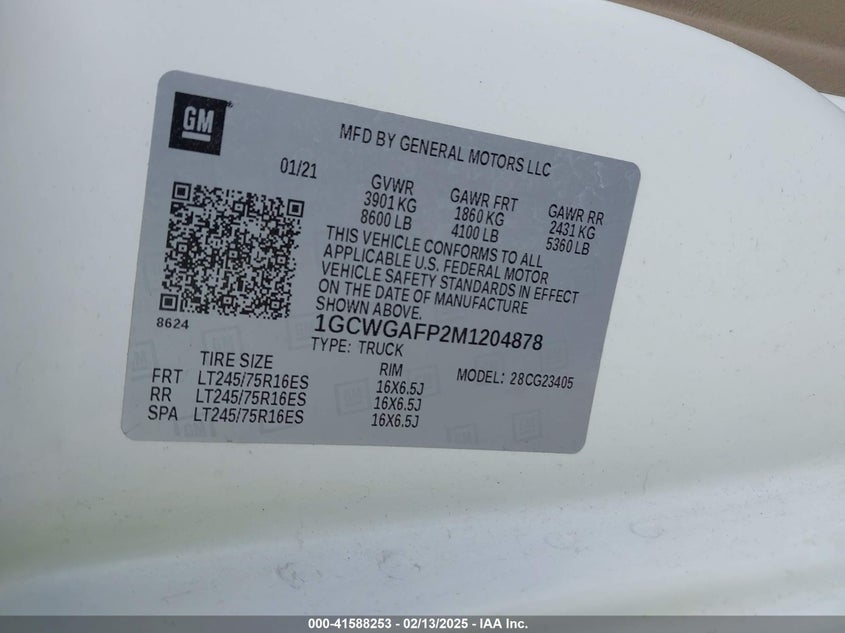 GM
MFD BY GENERAL MOTORS LLC
01/21
GVWR GAWR FRT GAWR RR
3901 KG 1860 KG 2431 KG
8600 LB 4100 LB 5360 LB
THIS VEHICLE CONFORMS TO ALL
APPLICABLE U.S. FEDERAL MOTOR
VEHICLE SAFETY STANDARDS IN EFFECT
ON THE DATE OF MANUFACTURE
SHOWN ABOVE.
8624
1GCWGAFP2M1204878
TYPE: TRUCK
TIRE SIZE RIM MODEL: 28CG23405
FRT LT245/75R16ES 16X6.5J
RR LT245/75R16ES 16X6.5J
SPA LT245/75R16ES 16X6.5J
000-41588253 - 02/13/2025 - IAA Inc.